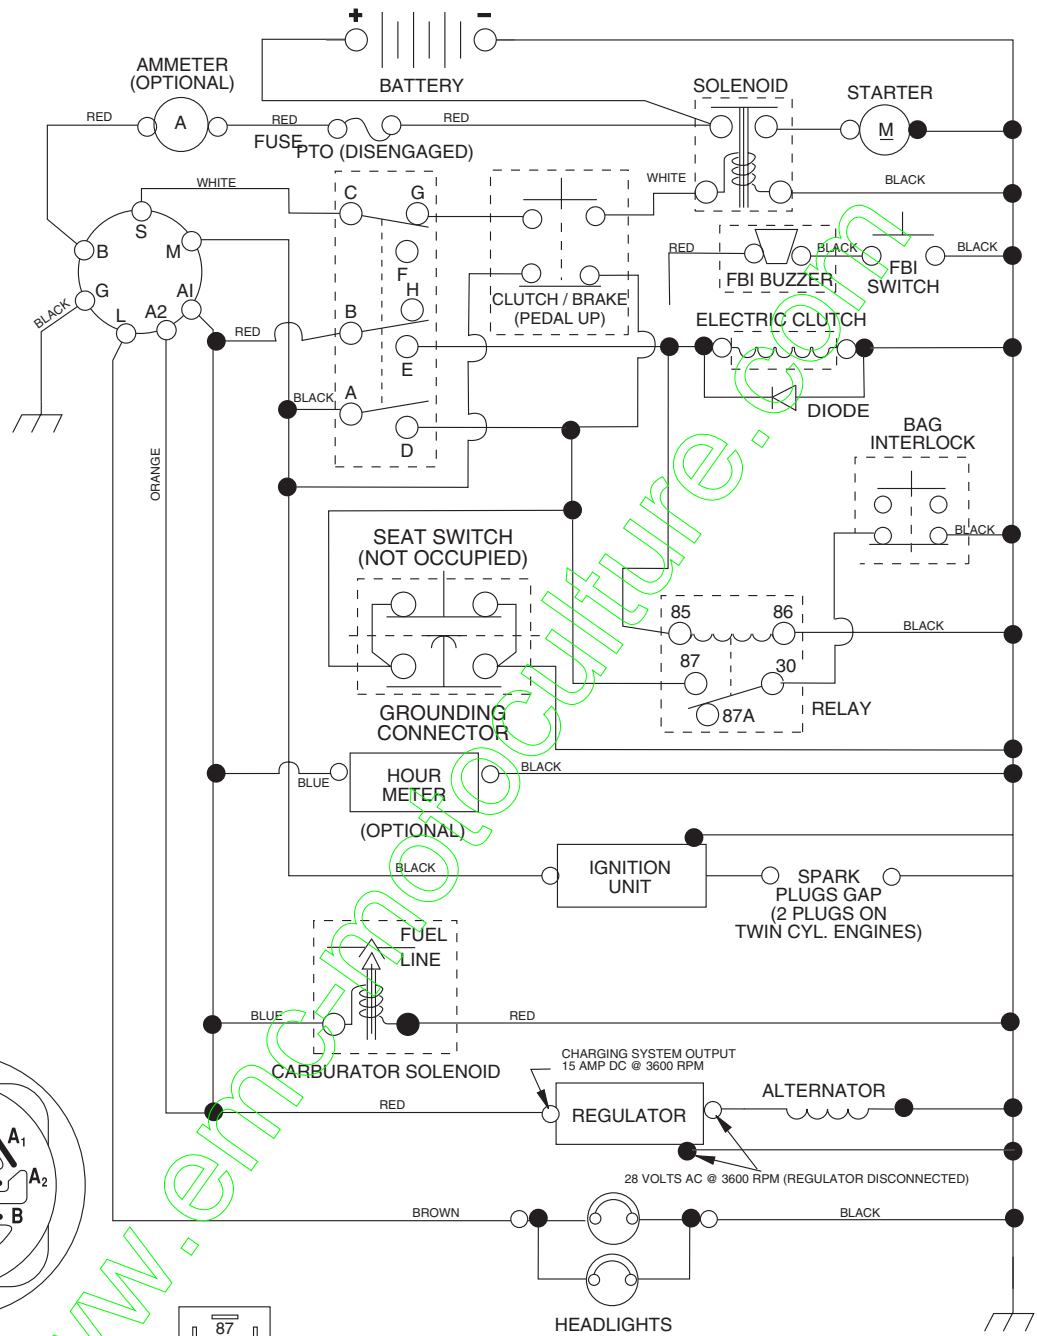 + -
BATTERY
AMMETER
(OPTIONAL)
SOLENOID
STARTER
RED
A
RED
FUSE
RED
M
PTO (DISENGAGED)
WHITE
C
G
WHITE
BLACK
S
B
M
F
RED
BLACK
BLACK
FBI BUZZER
FBI
SWITCH
G
A1
H
CLUTCH / BRAKE
(PEDAL UP)
BLACK
L
A2
RED
B
ELECTRIC CLUTCH
E
BLACK
A
DIODE
D
BAG
INTERLOCK
ORANGE
BLACK
SEAT SWITCH
(NOT OCCUPIED)
85
86
BLACK
87
30
87A
RELAY
GROUNDING
CONNECTOR
BLUE
HOUR
METER
BLACK
(OPTIONAL)
BLACK
IGNITION
UNIT
SPARK
PLUGS GAP
(2 PLUGS ON
TWIN CYL. ENGINES)
FUEL
LINE
BLUE
RED
CARBURATOR SOLENOID
CHARGING SYSTEM OUTPUT
15 AMP DC @ 3600 RPM
RED
REGULATOR
ALTERNATOR
28 VOLTS AC @ 3600 RPM (REGULATOR DISCONNECTED)
A1
A2
B
BROWN
BLACK
HEADLIGHTS
87
www.emc-motoculture.com